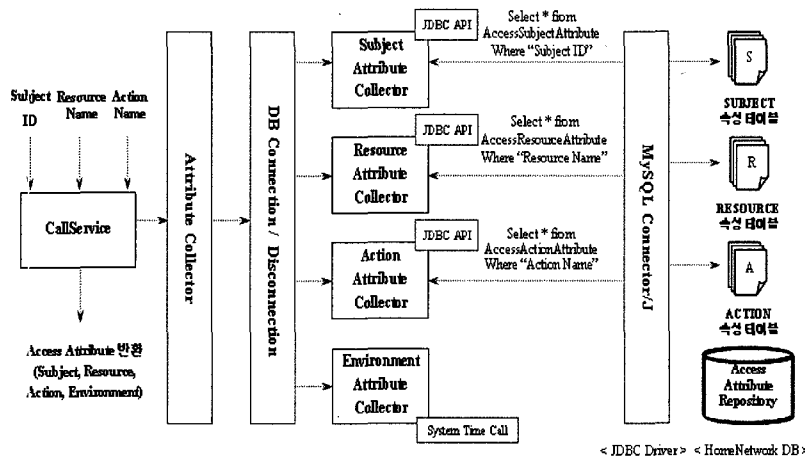 Subject
ID
Resource
Name
Action
Name
CallService
Access Attribute 반환
(Subject, Resource,
Action, Environment)
Attribute Collector
DB Connection / Disconnection
JDBC API
Subject
Attribute
Collector
Select * from
AccessSubjectAttribute
Where "Subject ID"
JDBC API
Resource
Attribute
Collector
Select * from
AccessResourceAttribute
Where "Resource Name"
JDBC API
Action
Attribute
Collector
Select * from
AccessActionAttribute
Where "Action Name"
Environment
Attribute
Collector
System Time Call
MySQL Connector/J
S
SUBJECT
속성 테이블
R
RESOURCE
속성 테이블
A
ACTION
속성 테이블
Access
Attribute
Repository
< JDBC Driver > < HomeNetwork DB >